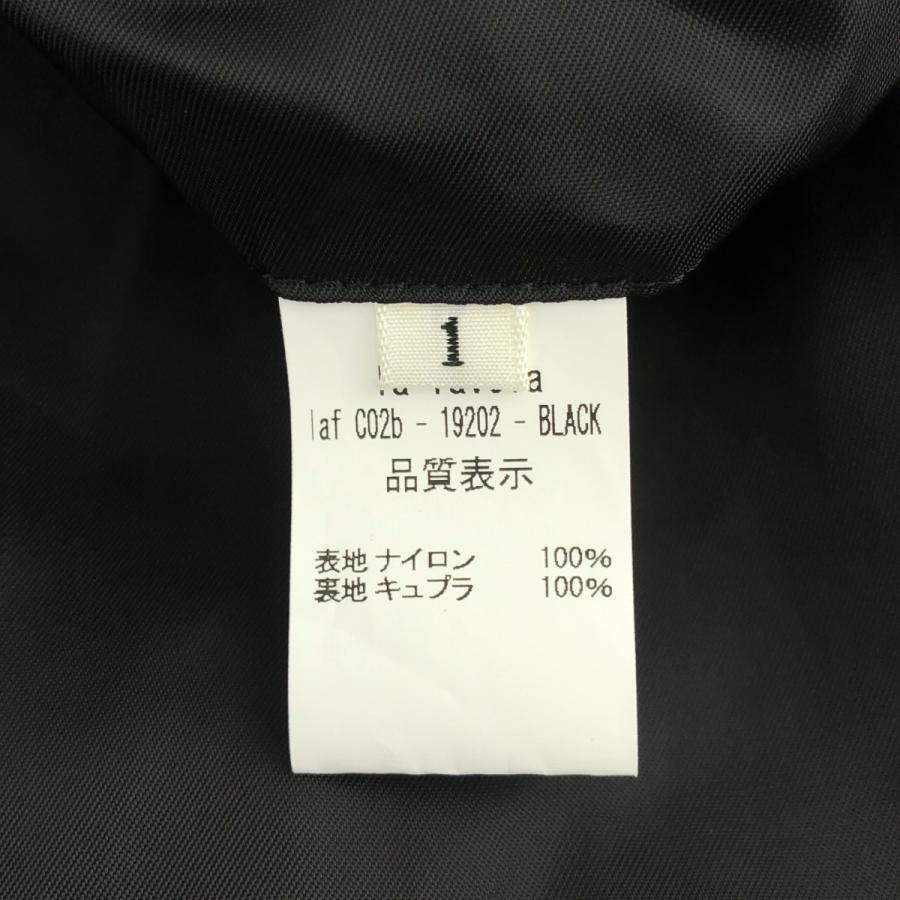 1
laf C02b - 19202 - BLACK
品質表示
表地 ナイロン 100%
裏地 キュプラ 100%